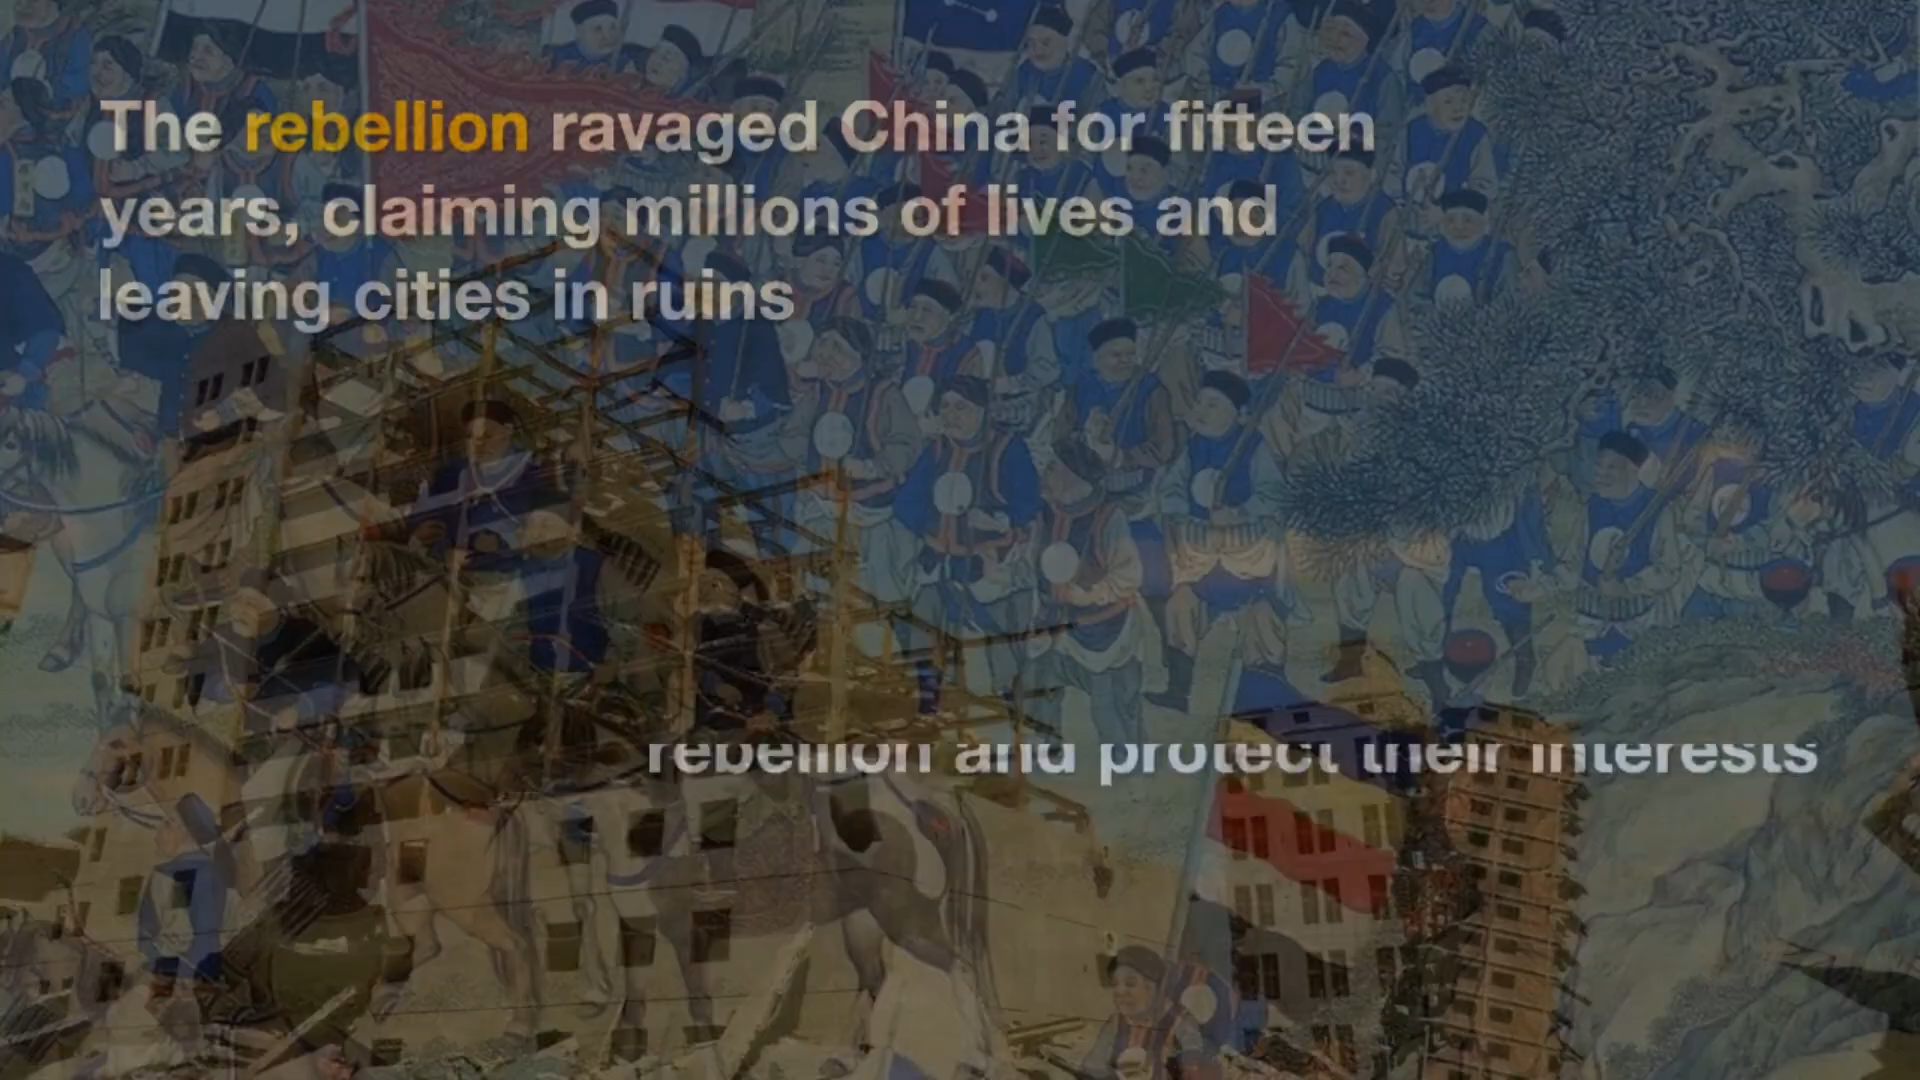 The rebellion ravaged China for fifteen
years, claiming millions of lives and
leaving cities in ruins
rebellion and protect their interests